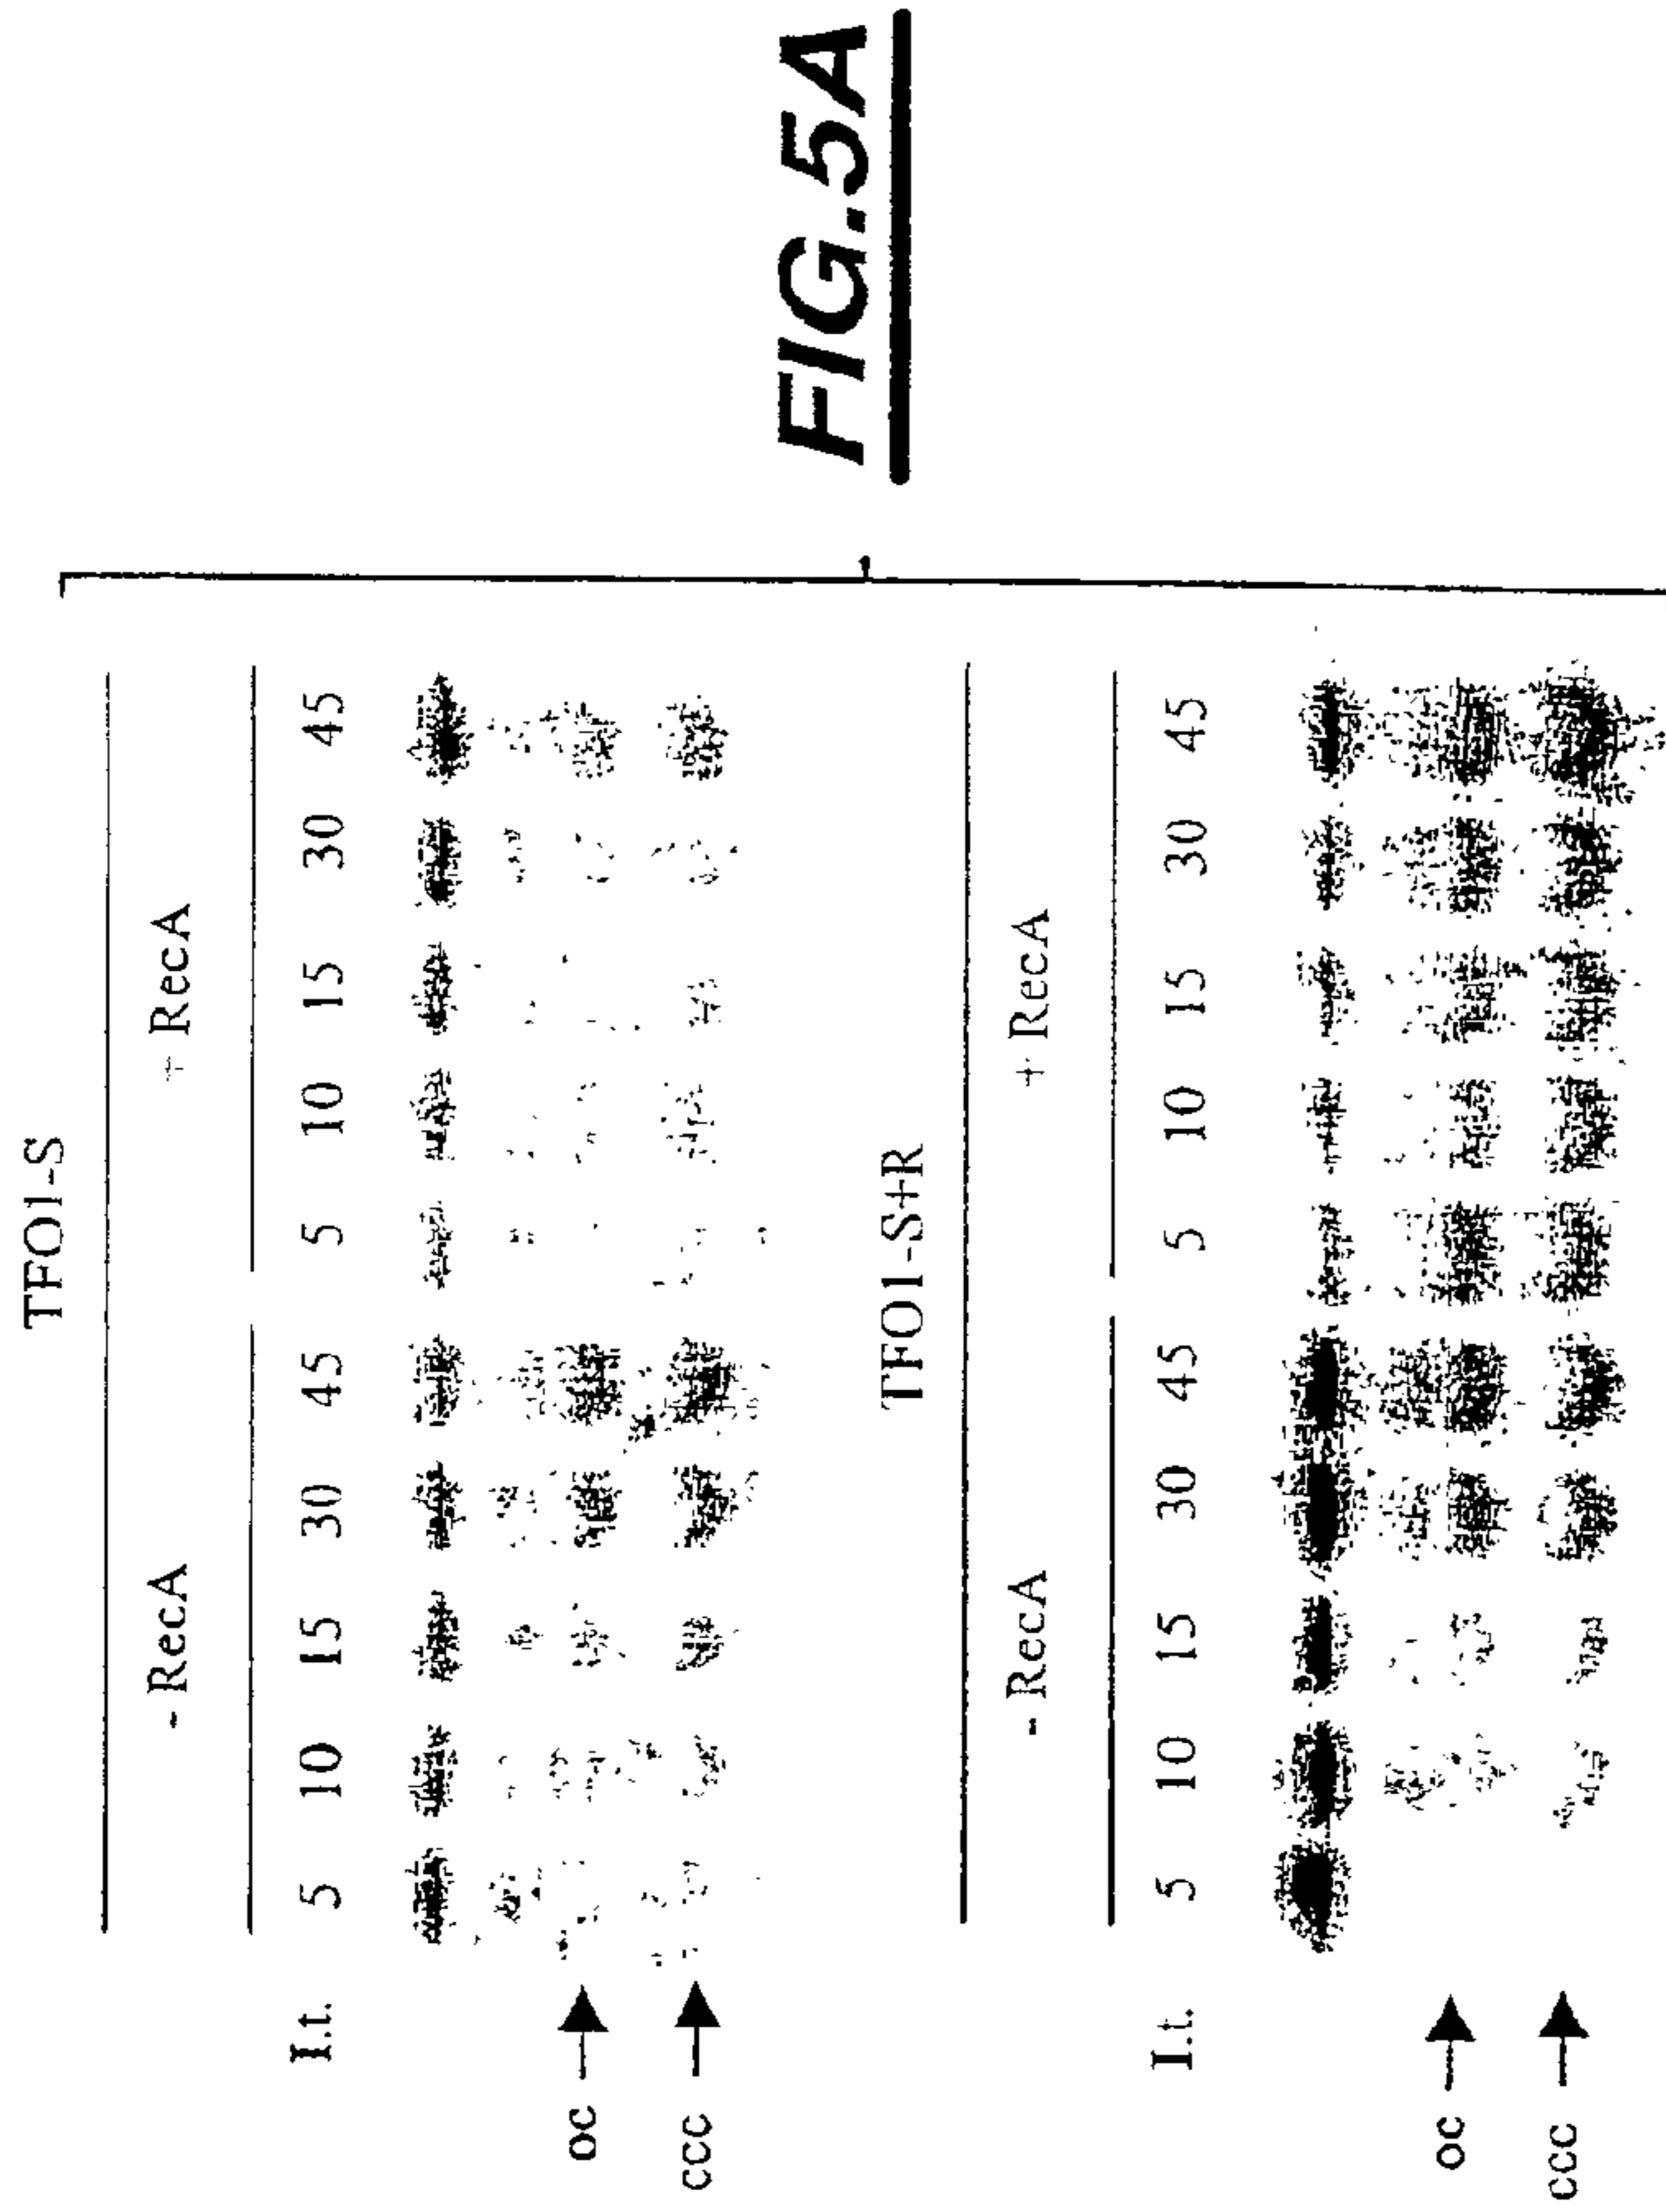 TFO1-S
- RecA + RecA
I.t. 5 10 15 30 45 5 10 15 30 45
oc
ccc
TFO1-S+R
- RecA + RecA
I.t. 5 10 15 30 45 5 10 15 30 45
oc
ccc
FIG.5A